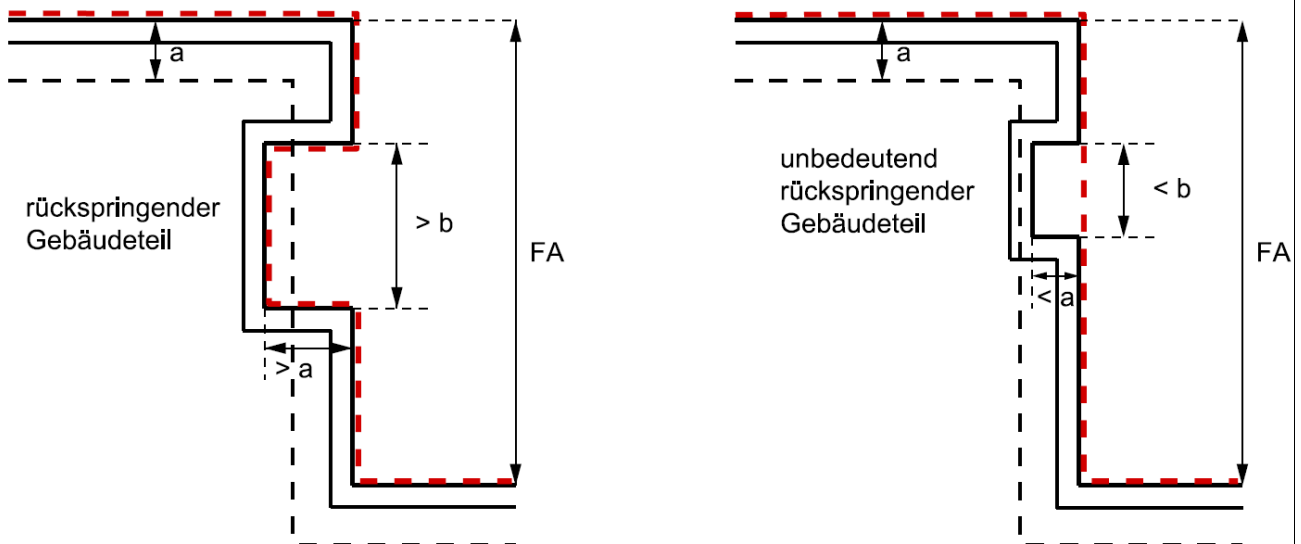 a
rückspringender
Gebäudeteil
> b
FA
> a
a
unbedeutend
rückspringender
Gebäudeteil
< b
FA
< a